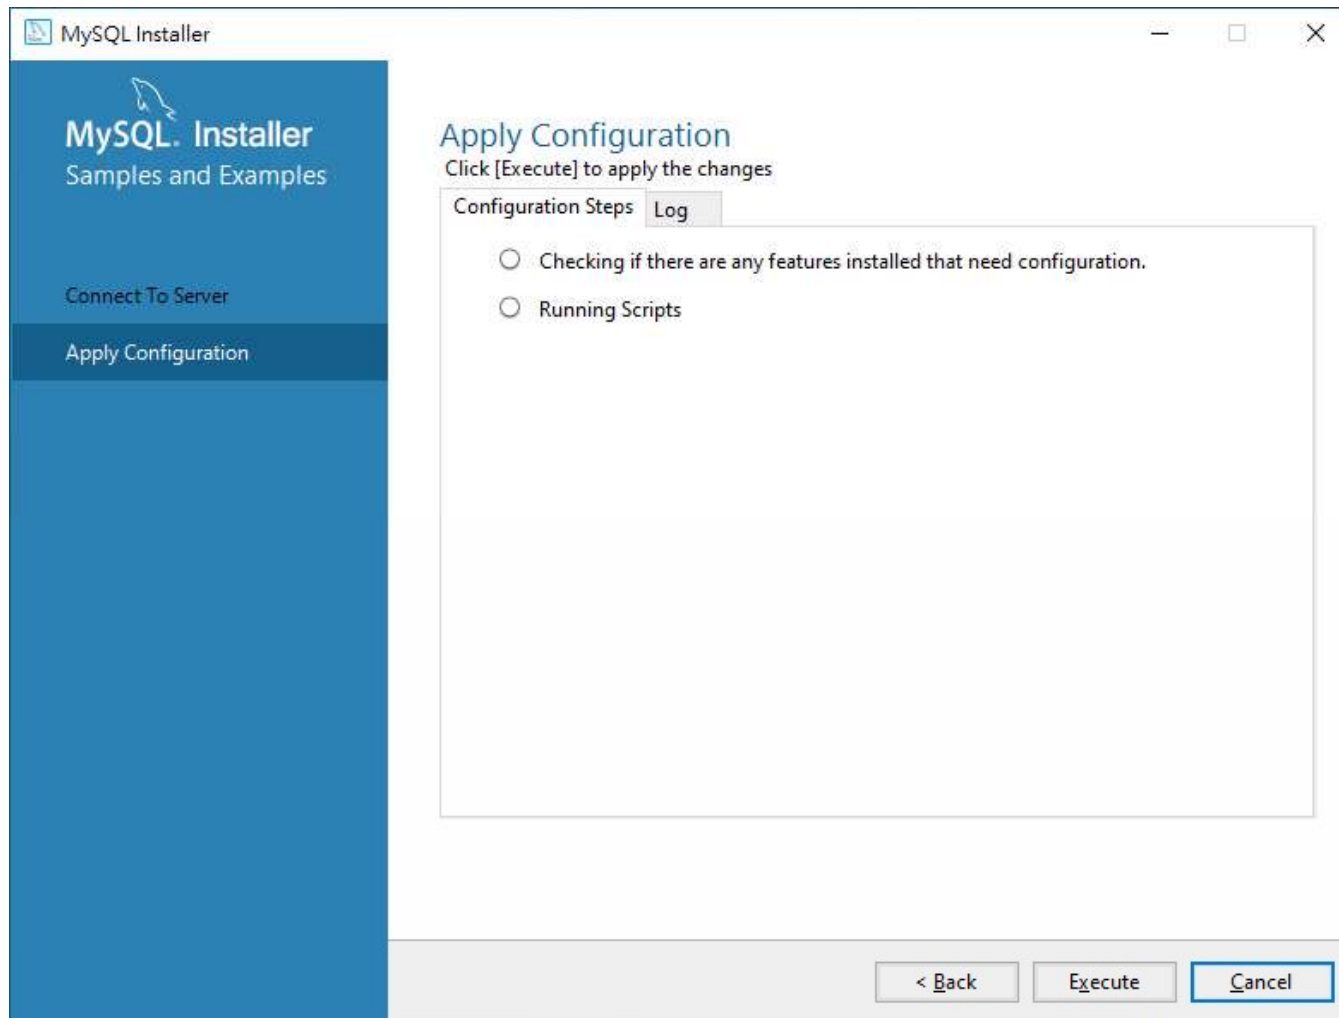 MySQL Installer
MySQL. Installer
Samples and Examples
Connect To Server
Apply Configuration
Apply Configuration
Click [Execute] to apply the changes
Configuration Steps
Log
Checking if there are any features installed that need configuration.
Running Scripts
< Back
Execute
Cancel